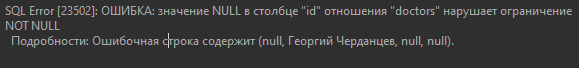 SQL Error [23502]: ОШИБКА: значение NULL в столбце "id" отношения "doctors" нарушает ограничение
NOT NULL
Подробности: Ошибочная строка содержит (null, Георгий Черданцев, null, null).